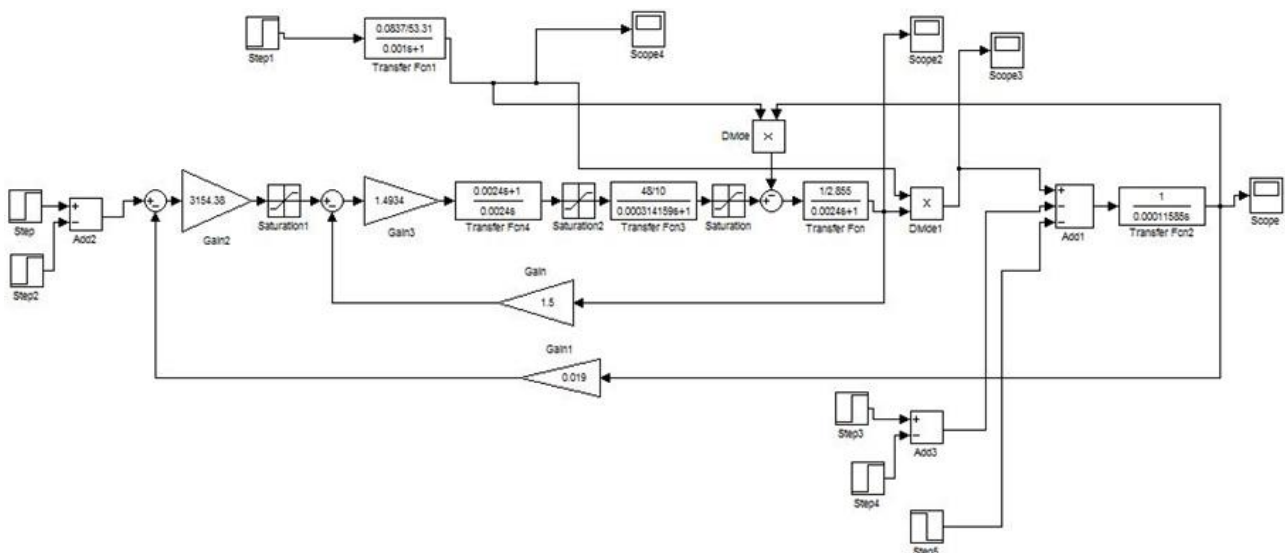 Step1
0.0837/53.31
0.001s+1
Transfer Fcn1
Scope4
Scope2
Scope3
Divide
×
Step
Add2
+
−
Step2
3154.38
Gain2
Saturation1
1.4934
Gain3
0.0024s+1
0.0024s
Transfer Fcn4
Saturation2
48/10
0.000314159s+1
Transfer Fcn3
Saturation
1/2.855
0.0024s+1
Transfer Fcn
×
Divide1
+
−
−
Add1
1
0.00011585s
Transfer Fcn2
Scope
Gain
1.5
Gain1
0.019
Step3
+
−
Add3
Step4
Step5